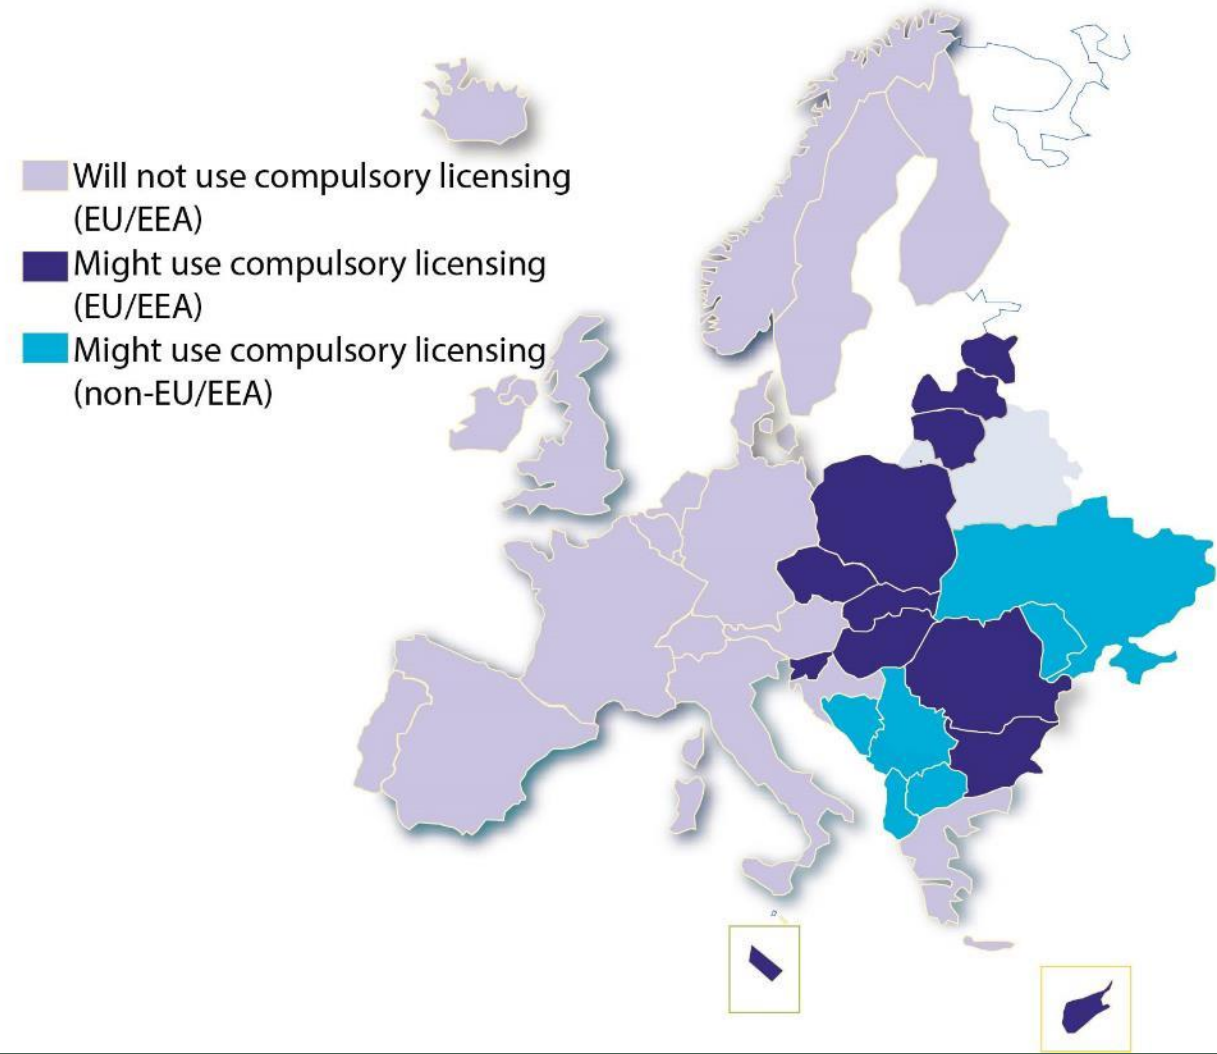 Will not use compulsory licensing
(EU/EEA)
Might use compulsory licensing
(EU/EEA)
Might use compulsory licensing
(non-EU/EEA)